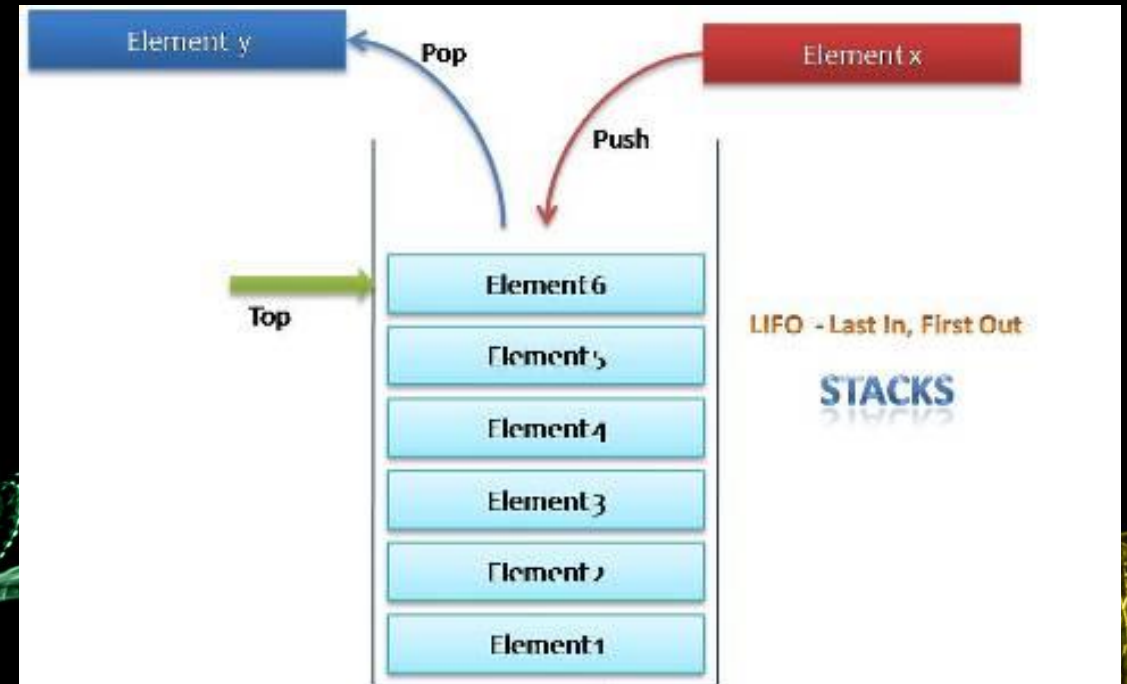 Element y
Pop
Element x
Push
Element 6
Top
LIFO - Last In, First Out
Element 5
STACKS
Element 4
Element 3
Element 2
Element 1